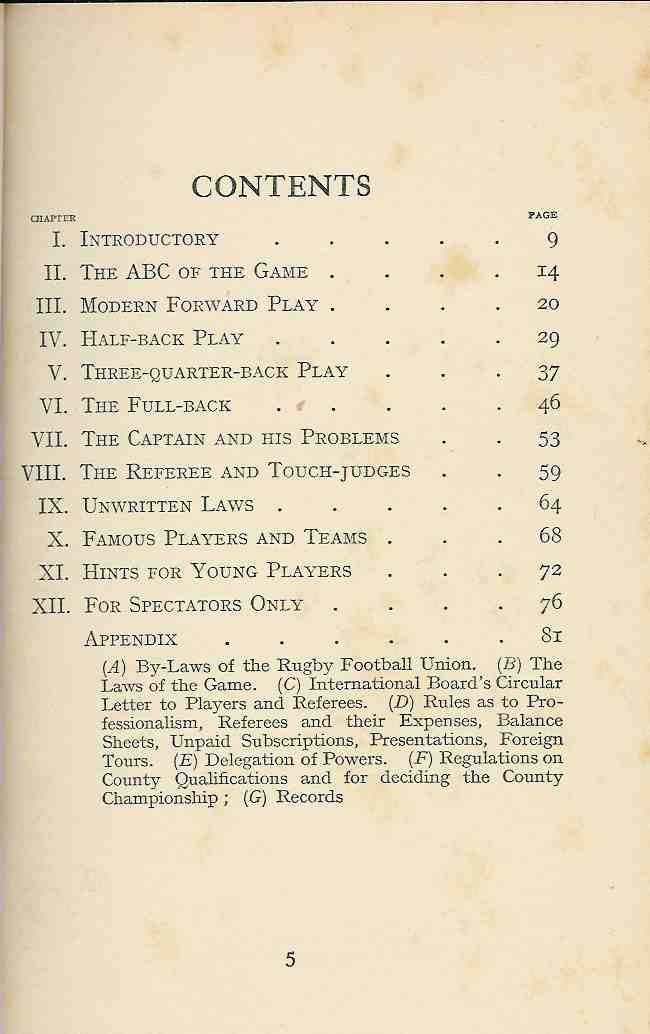 CONTENTS
CHAPTER PAGE
I. INTRODUCTORY . . . . . 9
II. THE ABC OF THE GAME . . . . 14
III. MODERN FORWARD PLAY . . . . 20
IV. HALF-BACK PLAY . . . . . 29
V. THREE-QUARTER-BACK PLAY . . . 37
VI. THE FULL-BACK . . . . . 46
VII. THE CAPTAIN AND HIS PROBLEMS . . 53
VIII. THE REFEREE AND TOUCH-JUDGES . . 59
IX. UNWRITTEN LAWS . . . . . 64
X. FAMOUS PLAYERS AND TEAMS . . . 68
XI. HINTS FOR YOUNG PLAYERS . . . 72
XII. FOR SPECTATORS ONLY . . . . 76
APPENDIX . . . . . . 81
(A) By-Laws of the Rugby Football Union. (B) The
Laws of the Game. (C) International Board's Circular
Letter to Players and Referees. (D) Rules as to Pro-
fessionalism, Referees and their Expenses, Balance
Sheets, Unpaid Subscriptions, Presentations, Foreign
Tours. (E) Delegation of Powers. (F) Regulations on
County Qualifications and for deciding the County
Championship ; (G) Records
5